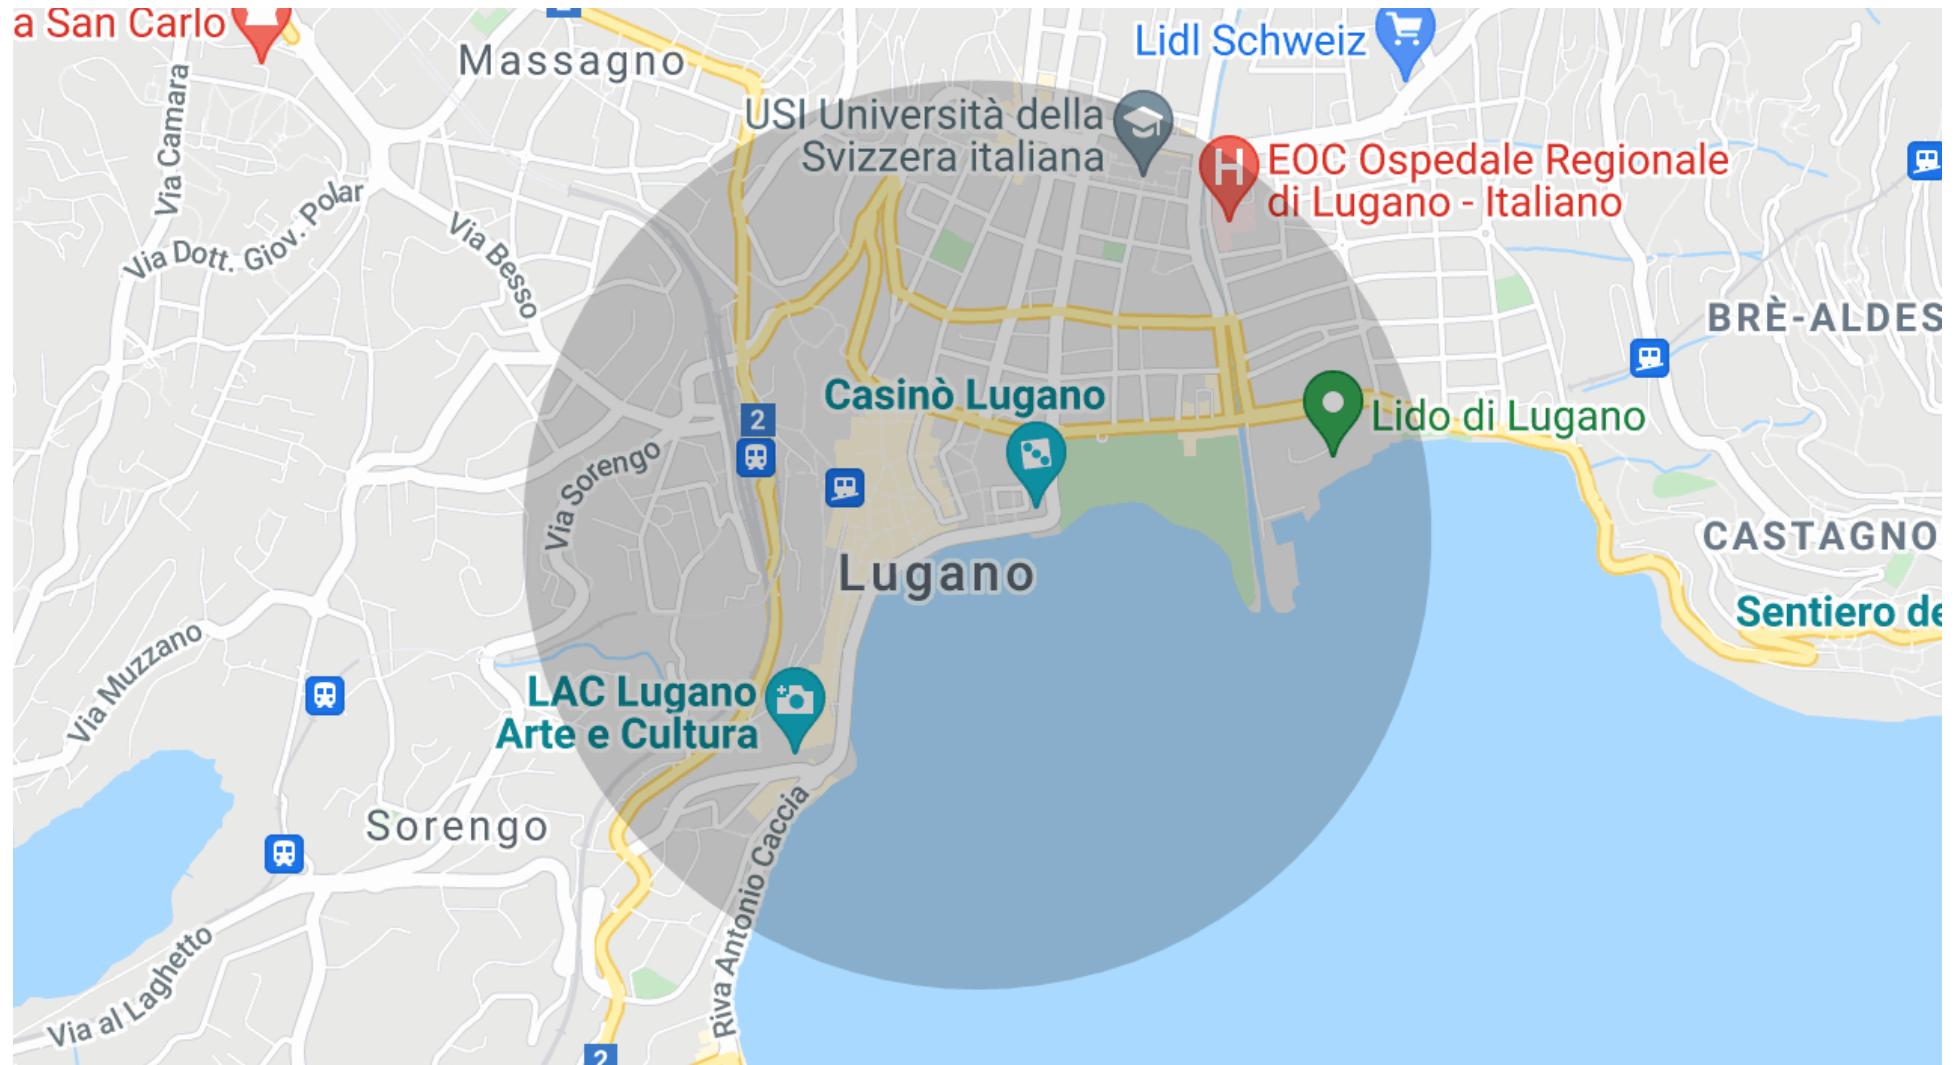 a San Carlo
Massagno
Lidl Schweiz
USI Università della
Svizzera italiana
EOC Ospedale Regionale
di Lugano - Italiano
Via Camara
Via Dott. Giov. Polar
Via Besso
BRÈ-ALDES
Casinò Lugano
2
Lido di Lugano
Via Sorengo
CASTAGNO
Lugano
Sentiero de
Via Muzzano
LAC Lugano
Arte e Cultura
Sorengo
Riva Antonio Caccia
Via al Laghetto
2